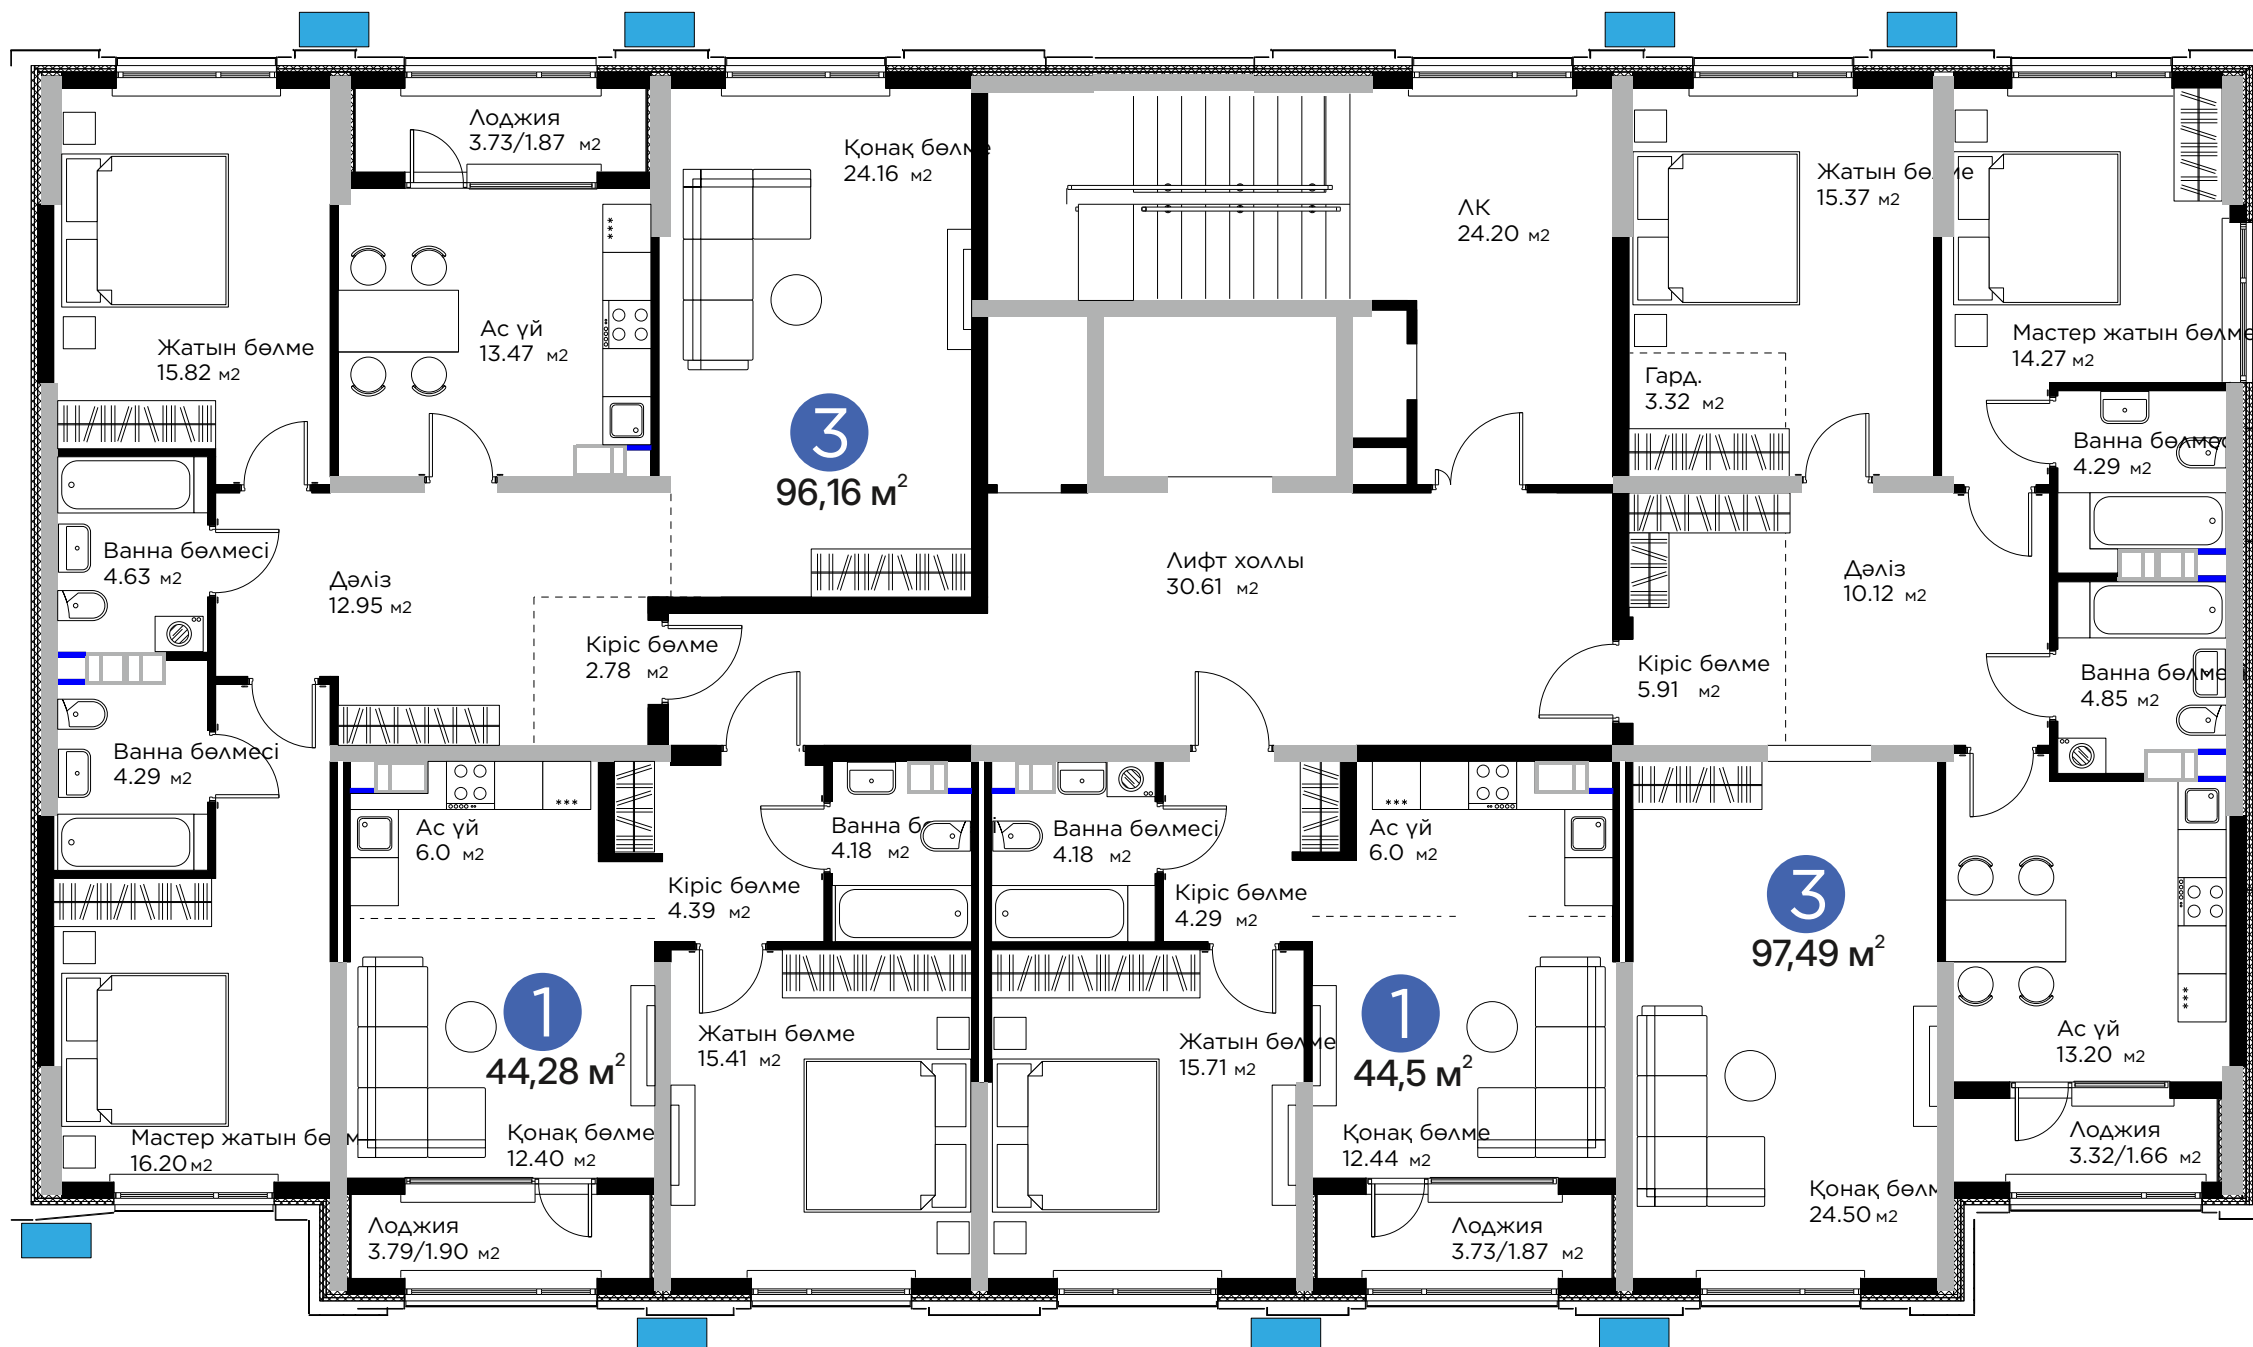 Лоджия
3.73/1.87 м2
Қонақ бөлме
24.16 м2
Жатын бөлме
15.82 м2
Ас үй
13.47 м2
3
96,16 м²
ЛК
24.20 м2
Жатын бөлме
15.37 м2
Мастер жатын бөлме
14.27 м2
Гард.
3.32 м2
Ванна бөлмесі
4.29 м2
Ванна бөлмесі
4.63 м2
Дәліз
12.95 м2
Кіріс бөлме
2.78 м2
Лифт холлы
30.61 м2
Дәліз
10.12 м2
Кіріс бөлме
5.91 м2
Ванна бөлме
4.85 м2
Ванна бөлмесі
4.29 м2
***
Ас үй
6.0 м2
Кіріс бөлме
4.39 м2
Ванна бөлмесі
4.18 м2
Ванна бөлмесі
4.18 м2
Кіріс бөлме
4.29 м2
***
Ас үй
6.0 м2
3
97,49 м²
1
44,28 м²
Жатын бөлме
15.41 м2
Жатын бөлме
15.71 м2
1
44,5 м²
Ас үй
13.20 м2
Мастер жатын бөлм
16.20 м2
Қонақ бөлме
12.40 м2
Қонақ бөлме
12.44 м2
Лоджия
3.32/1.66 м2
Қонақ бөлм
24.50 м2
Лоджия
3.79/1.90 м2
Лоджия
3.73/1.87 м2